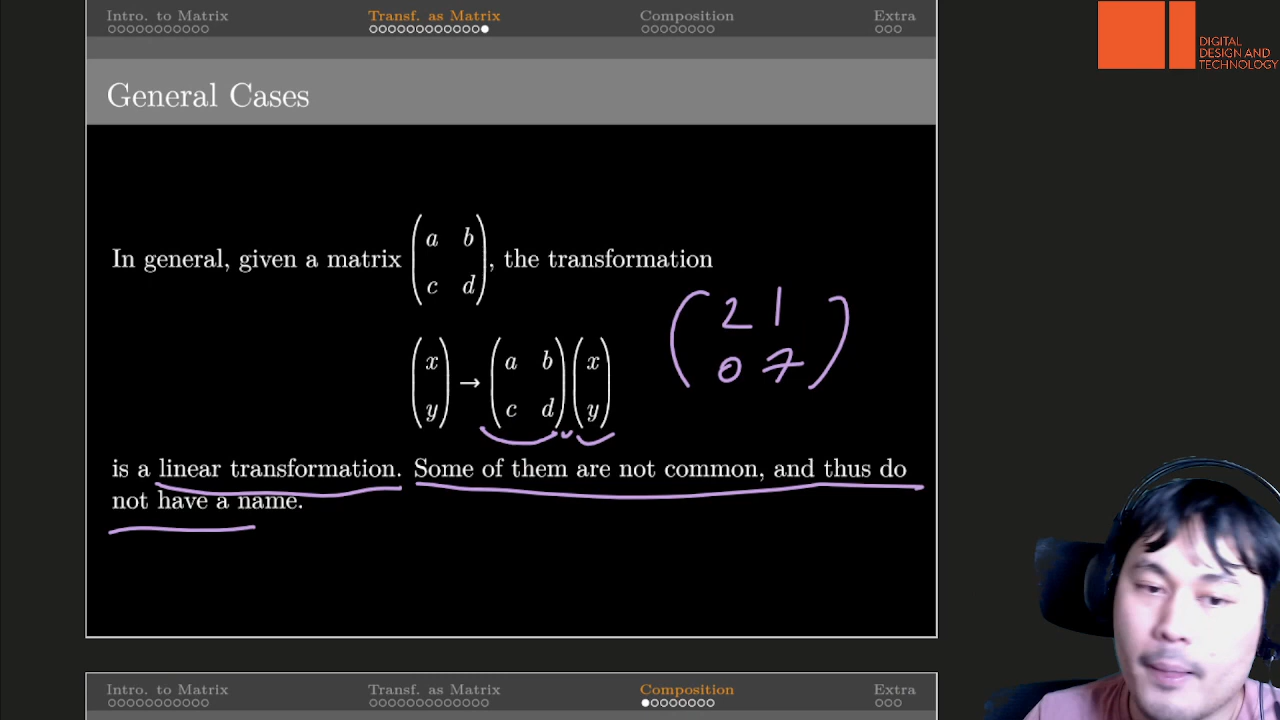 Intro. to Matrix Transf. as Matrix Composition Extra
DIGITAL
DESIGN AND
TECHNOLOGY
General Cases
In general, given a matrix (a b
c d), the transformation
(x
y) → (a b
c d) (x
y)
(2 1
0 7)
is a linear transformation. Some of them are not common, and thus do
not have a name.
Intro. to Matrix Transf. as Matrix Composition Extra